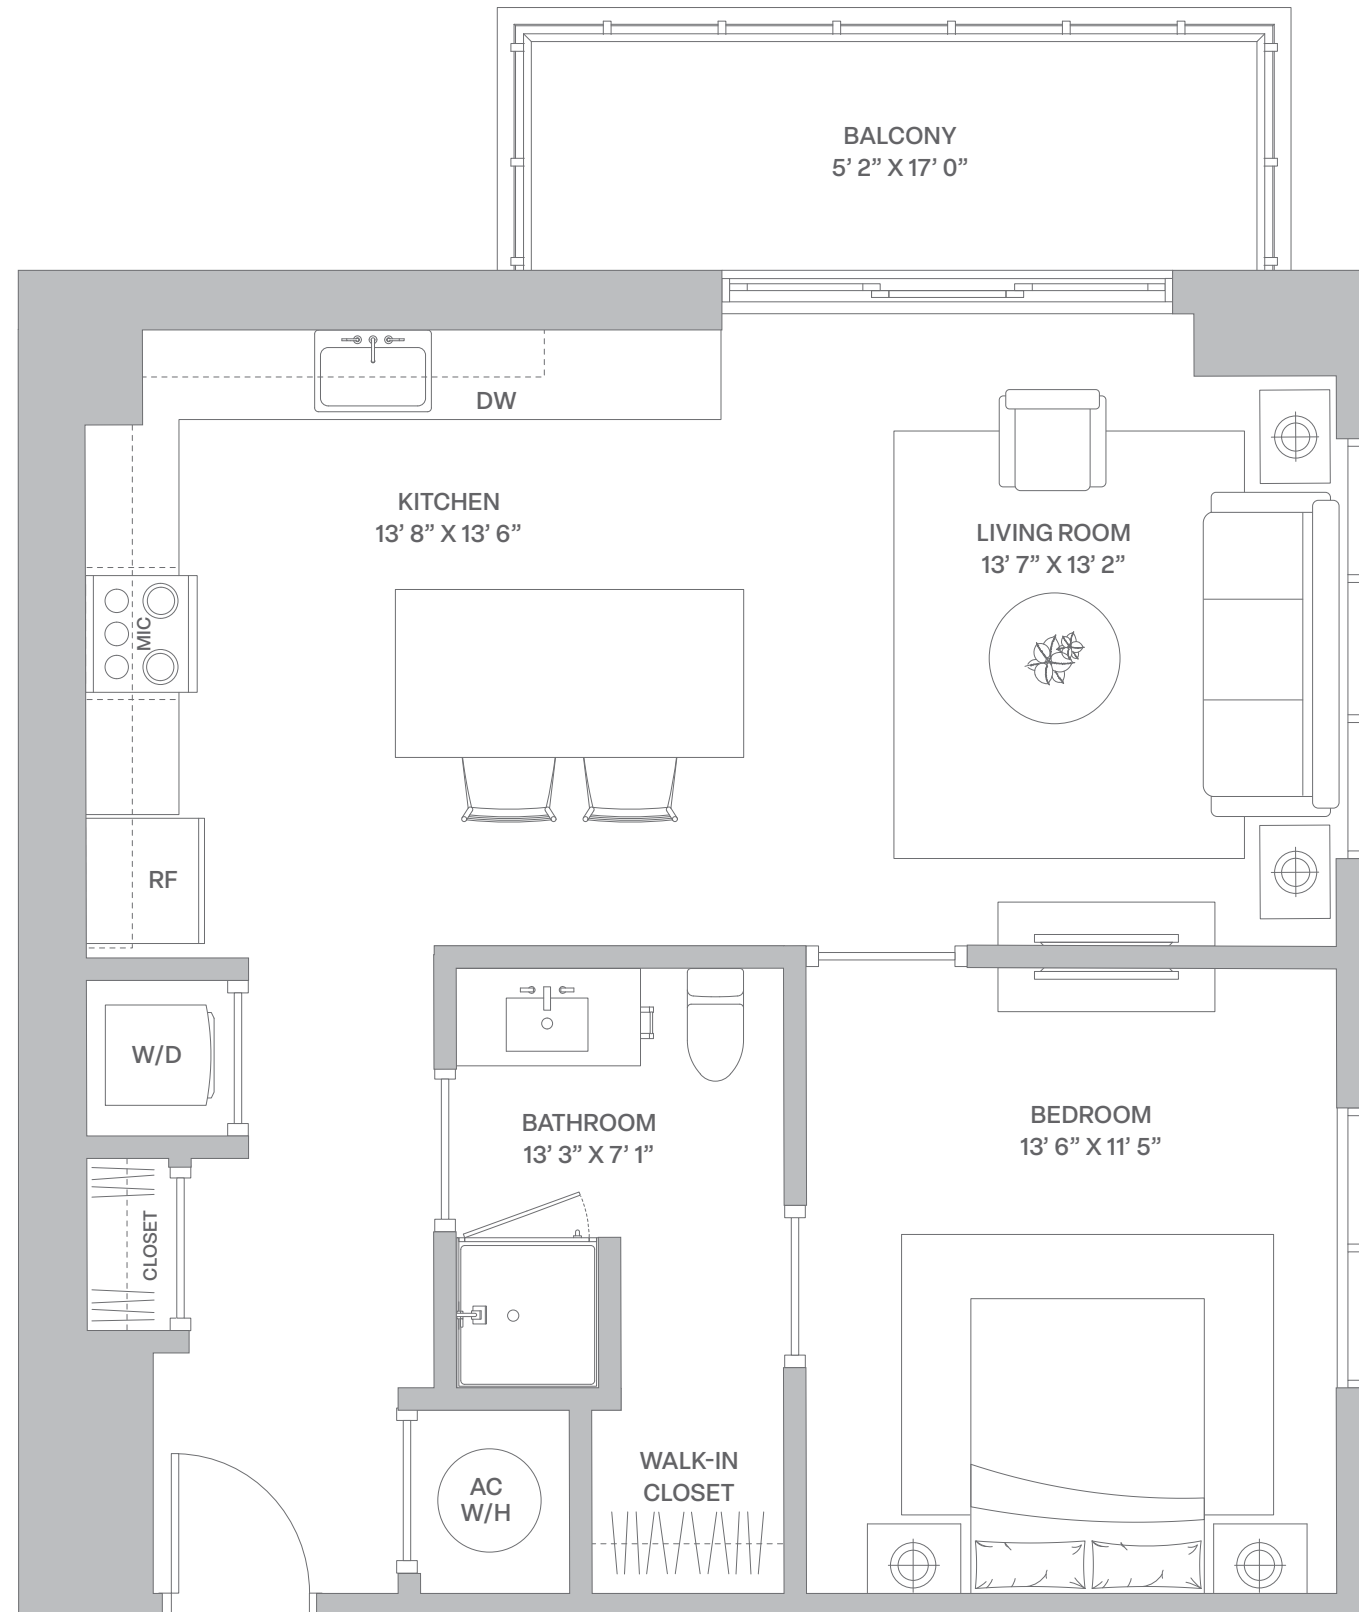 BALCONY
5’ 2” X 17’ 0”
DW
KITCHEN
13’ 8” X 13’ 6”
LIVING ROOM
13’ 7” X 13’ 2”
MIC
RF
W/D
BATHROOM
13’ 3” X 7’ 1”
BEDROOM
13’ 6” X 11’ 5”
CLOSET
WALK-IN
CLOSET
AC
W/H